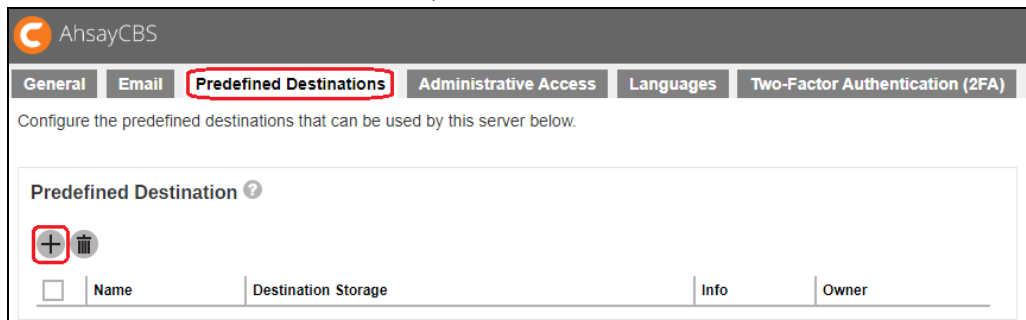 AhsayCBS
General Email Predefined Destinations Administrative Access Languages Two-Factor Authentication (2FA)
Configure the predefined destinations that can be used by this server below.
Predefined Destination ?
Name Destination Storage Info Owner